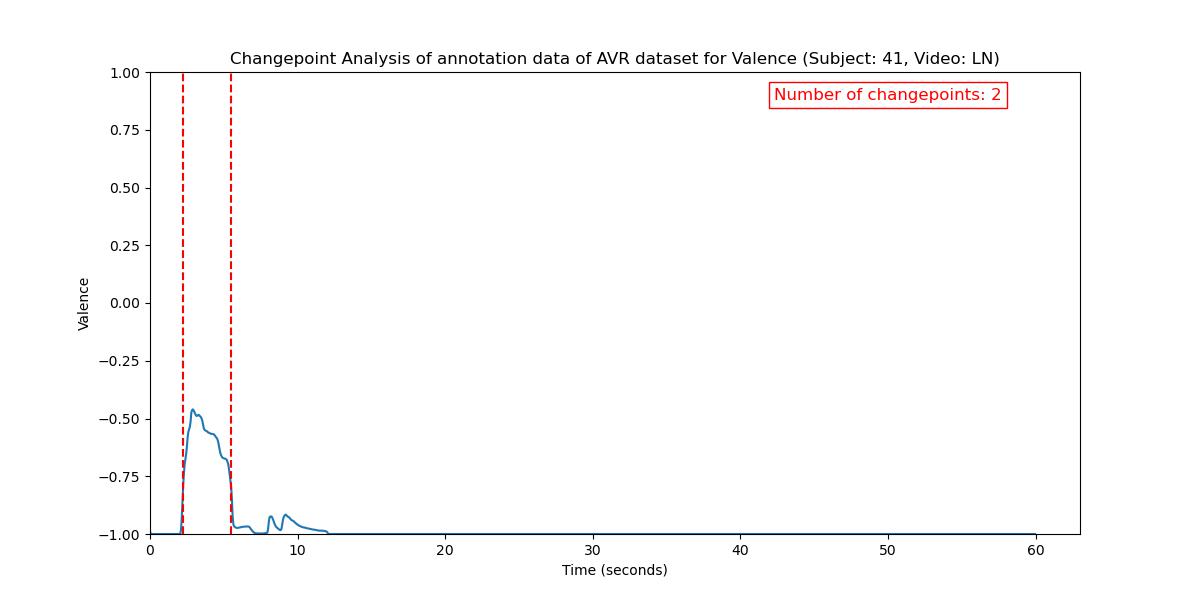 Changepoint Analysis of annotation data of AVR dataset for Valence (Subject: 41, Video: LN)
Number of changepoints: 2
1.00
0.75
0.50
0.25
0.00
−0.25
−0.50
−0.75
−1.00
Valence
0 10 20 30 40 50 60
Time (seconds)